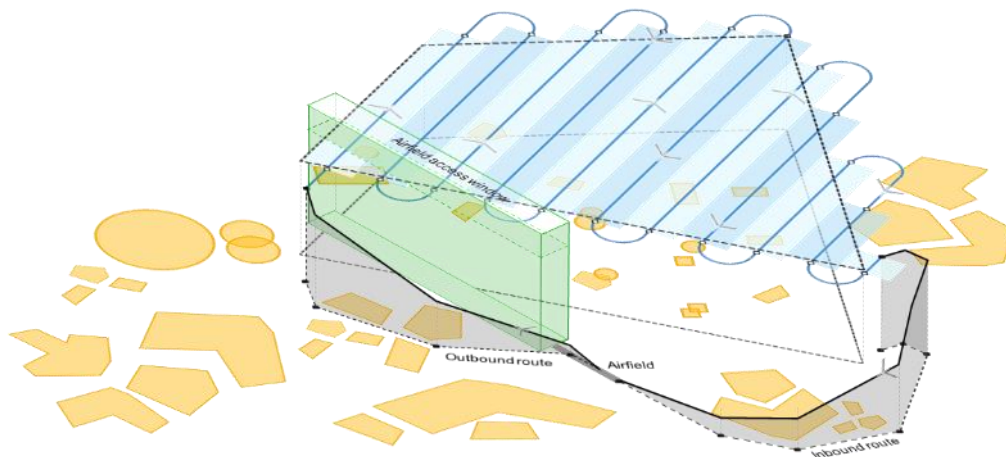 Airfield access window
Outbound route
Airfield
Inbound route